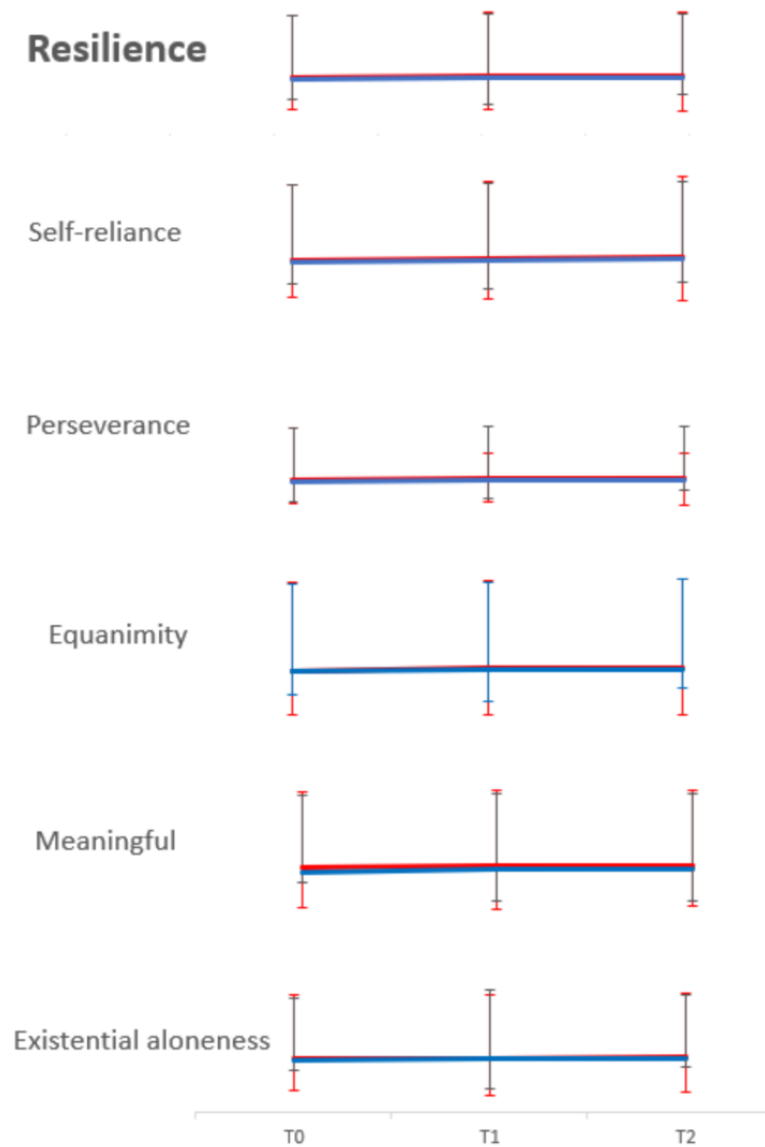 Resilience
Self-reliance
Perseverance
Equanimity
Meaningful
Existential aloneness
T0 T1 T2